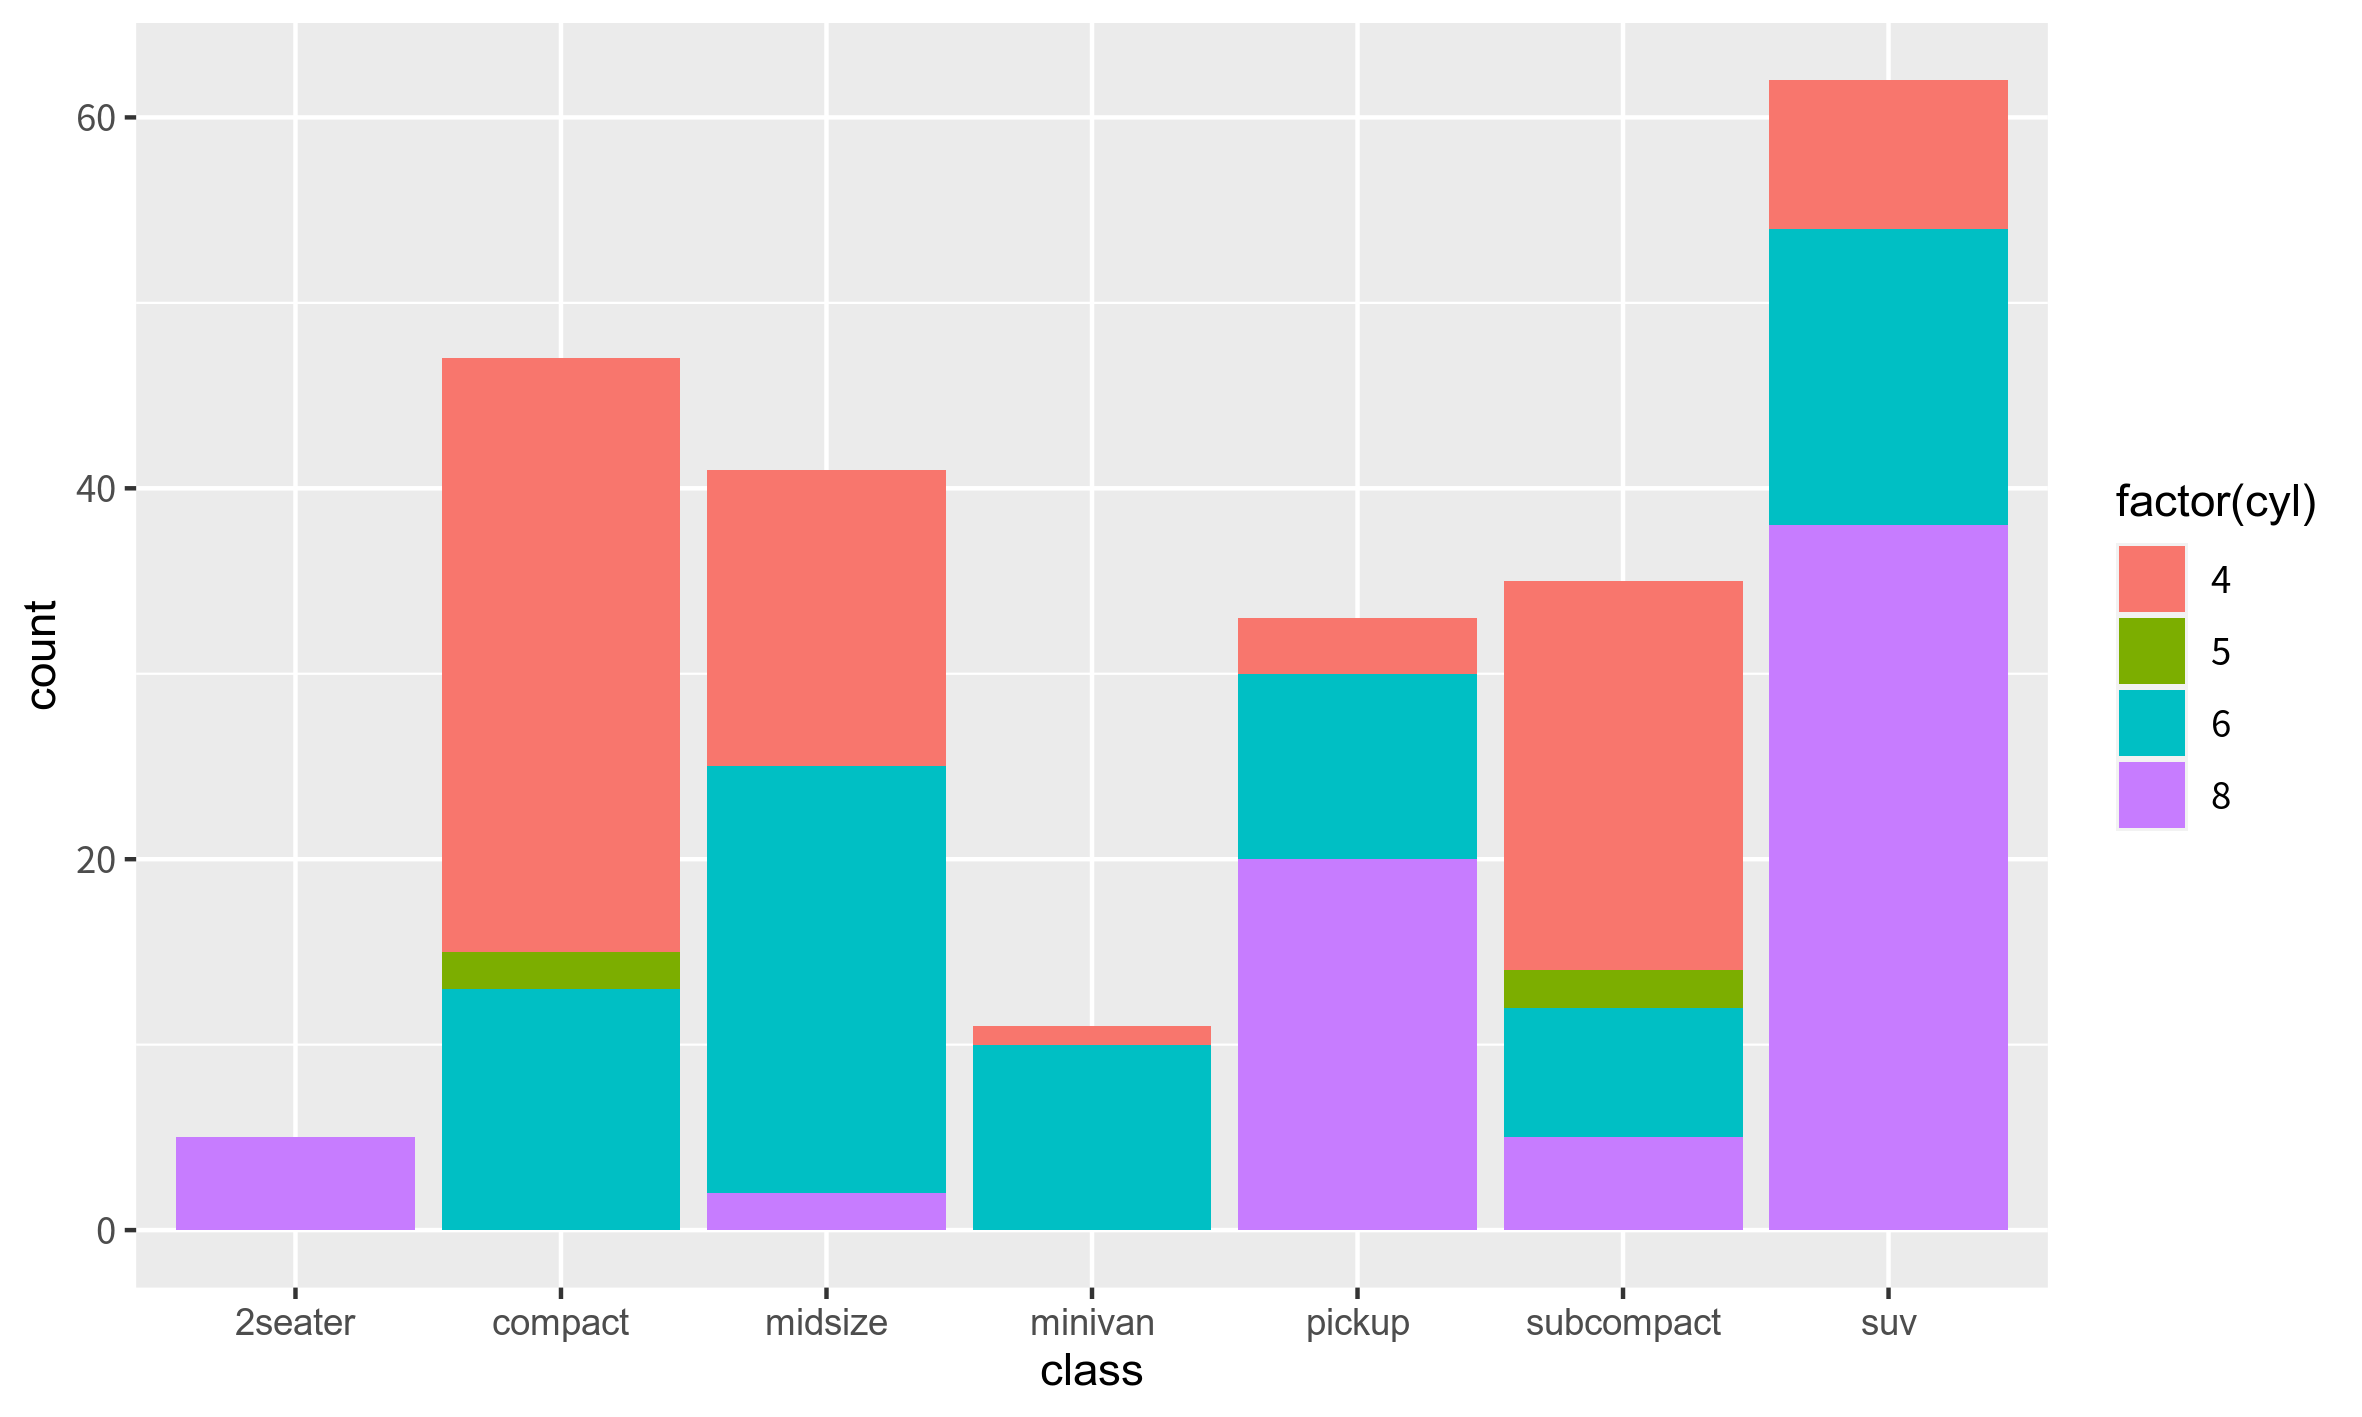 60
40
20
0
count
2seater compact midsize minivan pickup subcompact suv
class
factor(cyl)
4
5
6
8